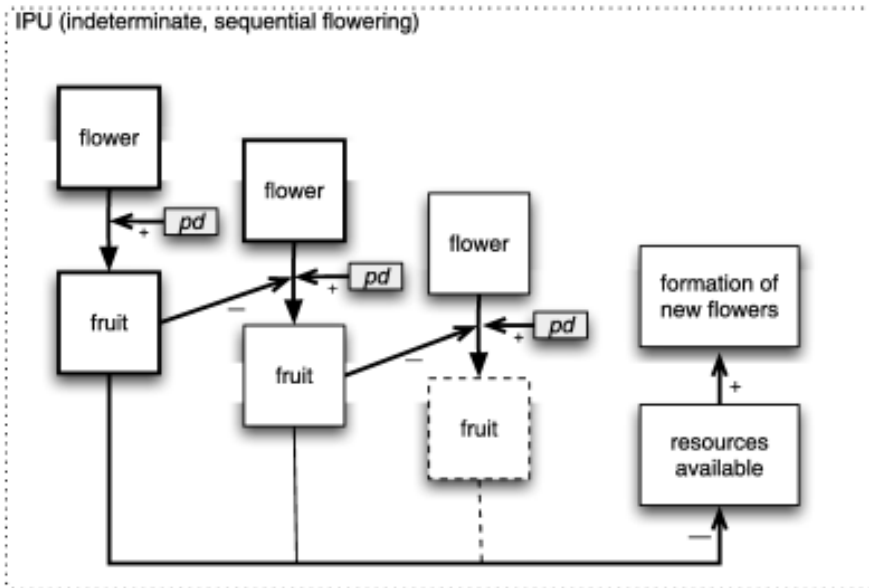 IPU (indeterminate, sequential flowering)
flower
flower
pd
+
flower
formation of
new flowers
fruit
pd
+
—
pd
+
fruit
—
+
fruit
resources
available
—